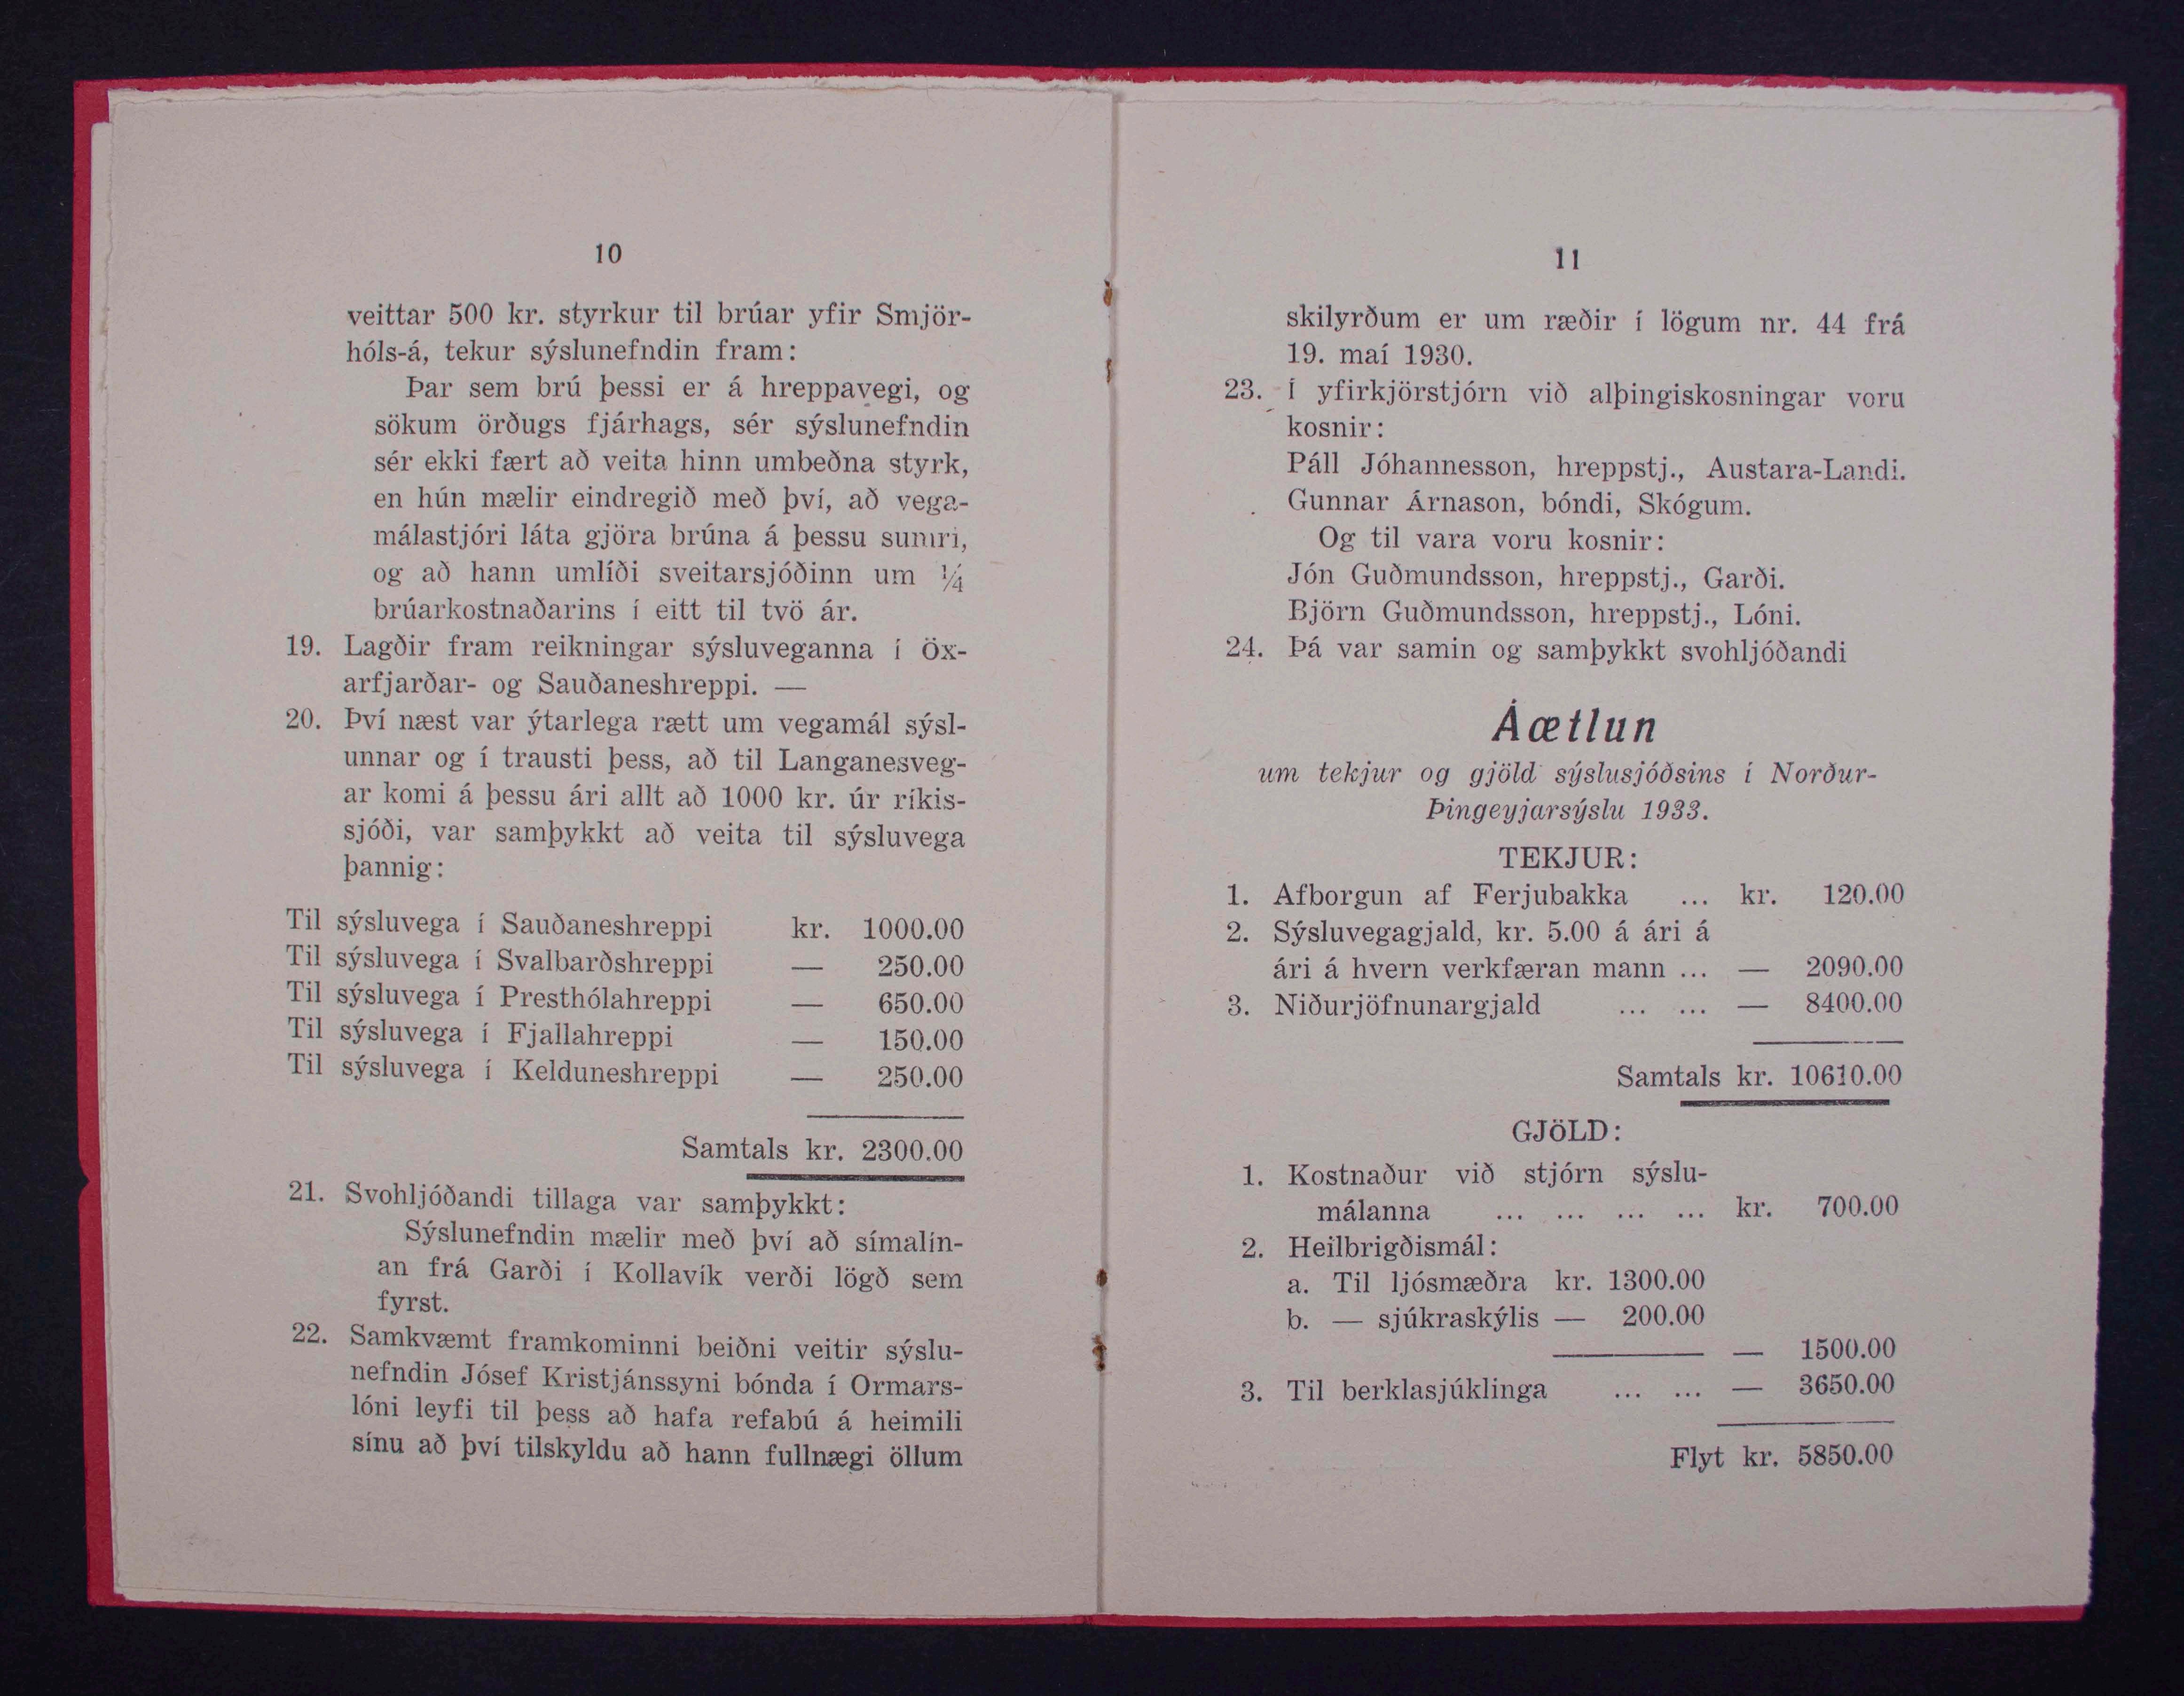 10
veittar 500 kr. styrkur til brúar yfir Smjör-
hóls-á, tekur sýslunefndin fram:
Þar sem brú þessi er á hreppavegi, og
sökum örðugs fjárhags, sér sýslunefndin
sér ekki fært að veita hinn umbeðna styrk,
en hún mælir eindregið með því, að vega-
málastjóri láta gjöra brúna á þessu sumri,
og að hann umlíði sveitarsjóðinn um ¼
brúarkostnaðarins í eitt til tvö ár.
19. Lagðir fram reikningar sýsluveganna í Öx-
arfjarðar- og Sauðaneshreppi. —
20. Því næst var ýtarlega rætt um vegamál sýsl-
unnar og í trausti þess, að til Langanesveg-
ar komi á þessu ári allt að 1000 kr. úr ríkis-
sjóði, var samþykkt að veita til sýsluvega
þannig:
Til sýsluvega í Sauðaneshreppi kr. 1000.00
Til sýsluvega í Svalbarðshreppi — 250.00
Til sýsluvega í Presthólahreppi — 650.00
Til sýsluvega í Fjallahreppi — 150.00
Til sýsluvega í Kelduneshreppi — 250.00
Samtals kr. 2300.00
21. Svohljóðandi tillaga var samþykkt:
Sýslunefndin mælir með því að símalín-
an frá Garði í Kollavík verði lögð sem
fyrst.
22. Samkvæmt framkominni beiðni veitir sýslu-
nefndin Jósef Kristjánssyni bónda í Ormars-
lóni leyfi til þess að hafa refabú á heimili
sínu að því tilskyldu að hann fullnægi öllum
11
skilyrðum er um ræðir í lögum nr. 44 frá
19. maí 1930.
23. Í yfirkjörstjórn við alþingiskosningar voru
kosnir:
Páll Jóhannesson, hreppstj., Austara-Landi.
Gunnar Árnason, bóndi, Skógum.
Og til vara voru kosnir:
Jón Guðmundsson, hreppstj., Garði.
Björn Guðmundsson, hreppstj., Lóni.
24. Þá var samin og samþykkt svohljóðandi
Áætlun
um tekjur og gjöld sýslusjóðsins í Norður-
Þingeyjarsýslu 1933.
TEKJUR:
1. Afborgun af Ferjubakka ... kr. 120.00
2. Sýsluvegagjald, kr. 5.00 á ári á
ári á hvern verkfæran mann ... — 2090.00
3. Niðurjöfnunargjald ... ... — 8400.00
Samtals kr. 10610.00
GJÖLD:
1. Kostnaður við stjórn sýslu-
málanna ... ... ... ... kr. 700.00
2. Heilbrigðismál:
a. Til ljósmæðra kr. 1300.00
b. — sjúkraskýlis — 200.00
— 1500.00
3. Til berklasjúklinga ... ... — 3650.00
Flyt kr. 5850.00